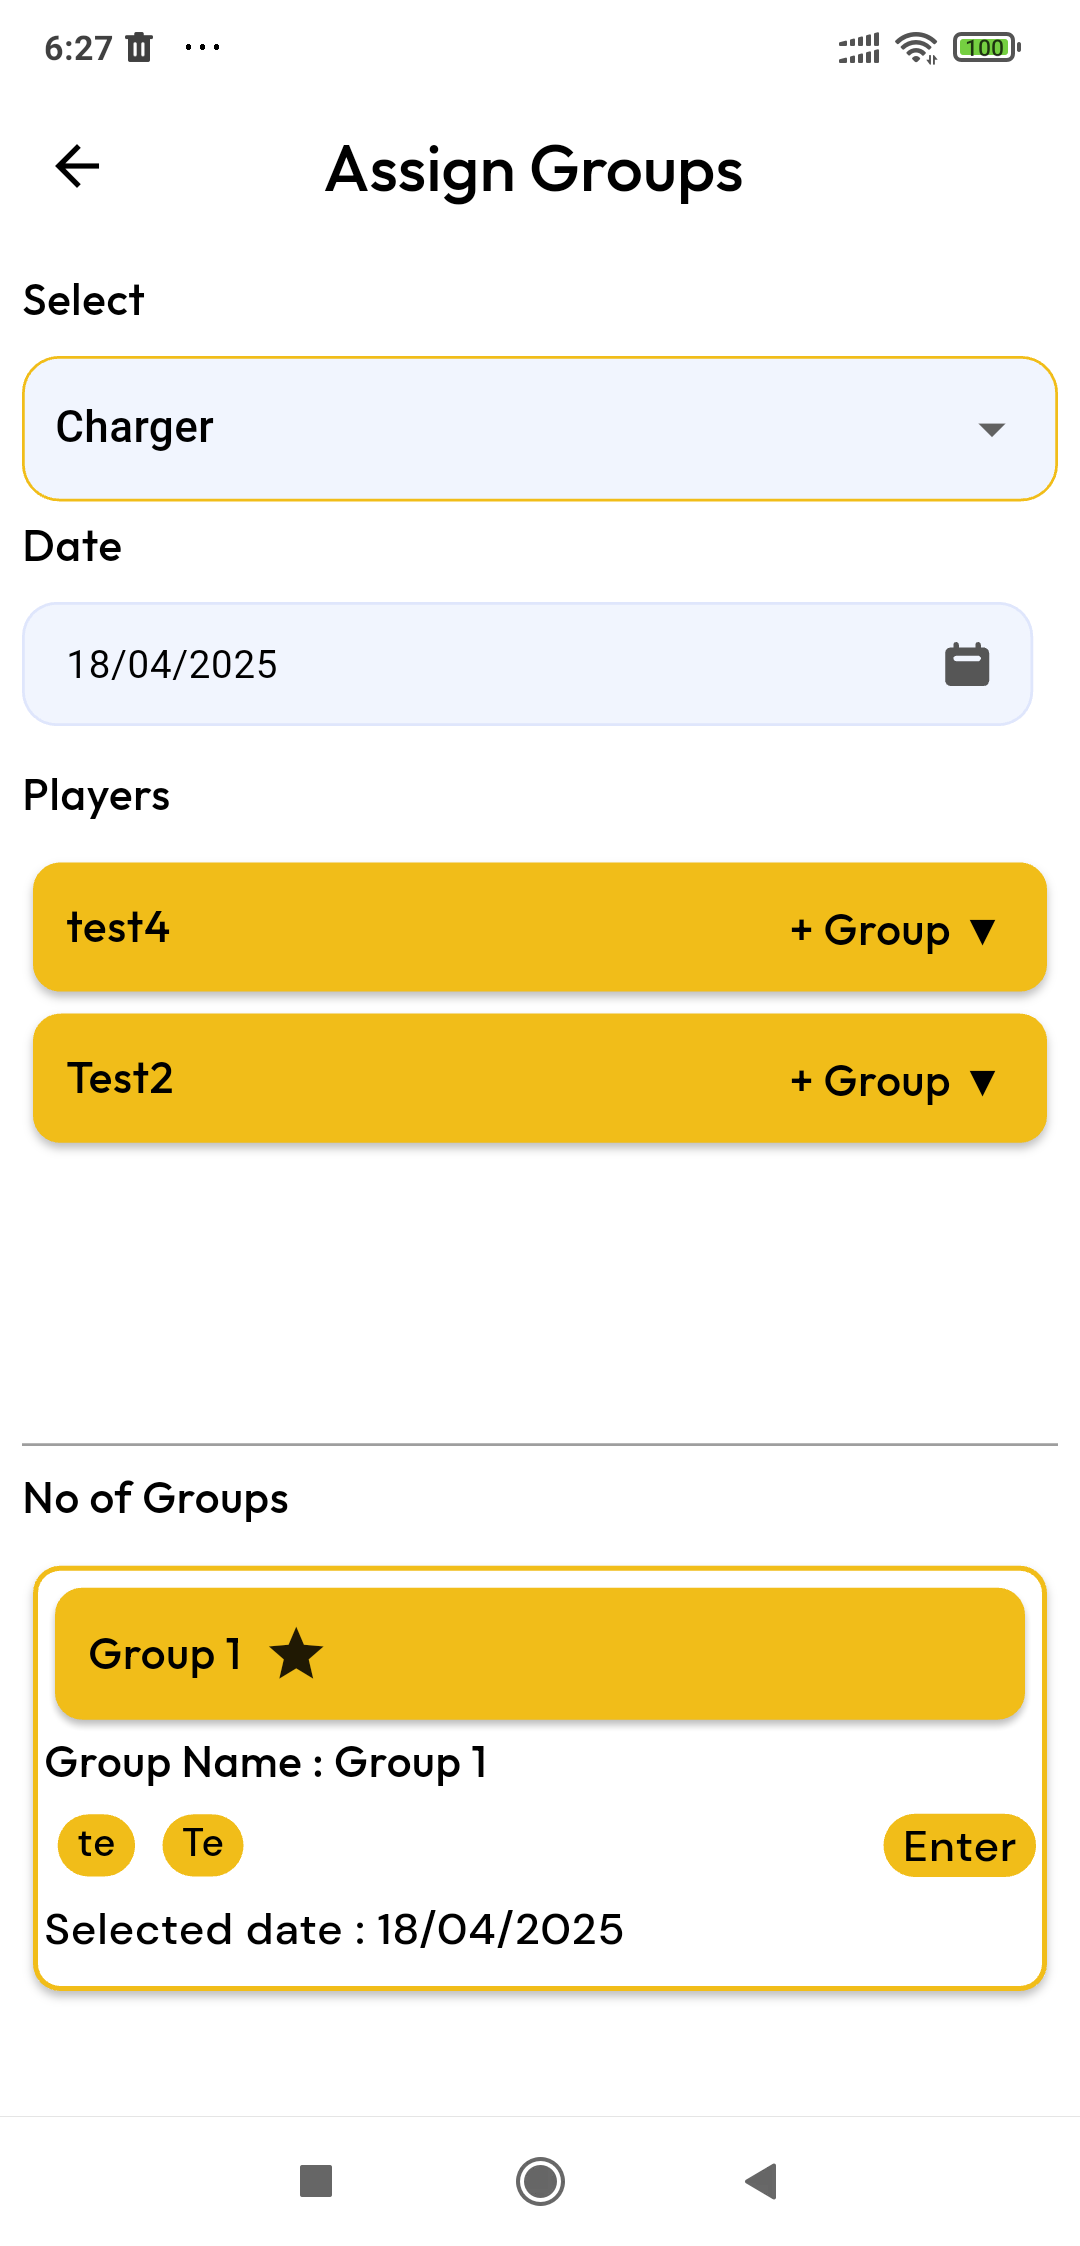 6:27 ... 100
Assign Groups
Select
Charger
Date
18/04/2025
Players
test4 + Group ▼
Test2 + Group ▼
No of Groups
Group 1
Group Name : Group 1
te Te Enter
Selected date : 18/04/2025